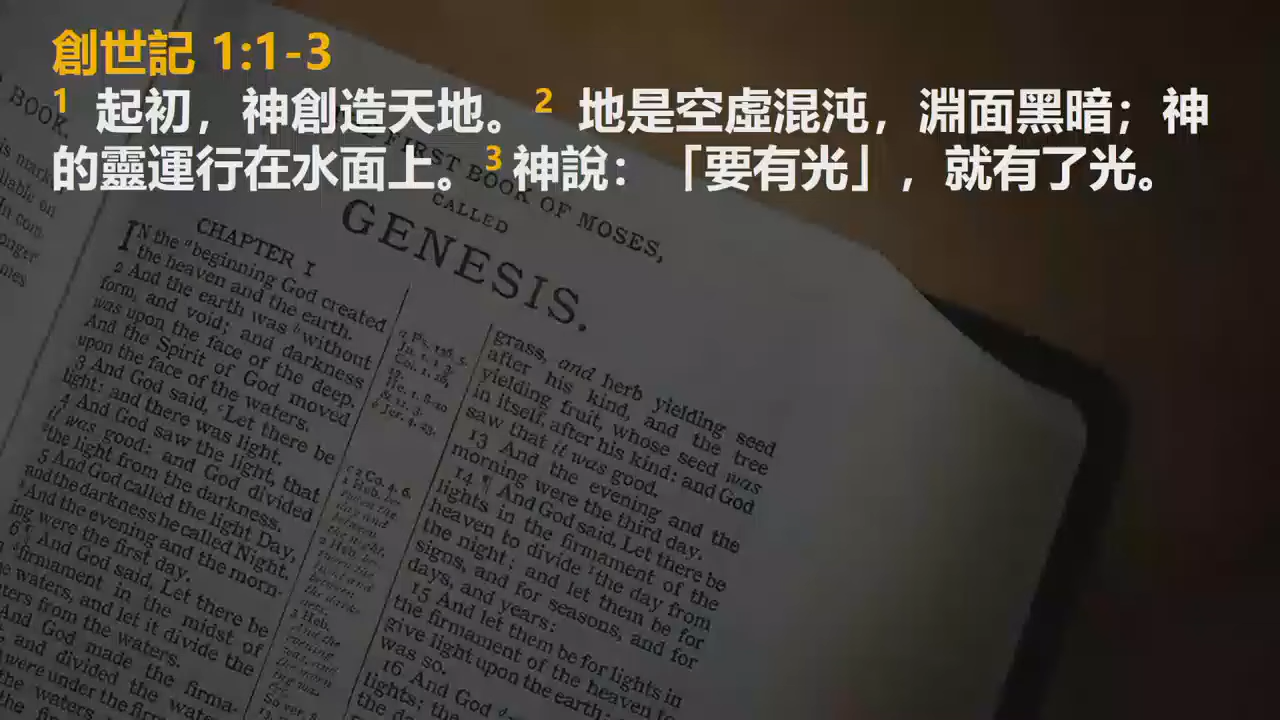 創世記 1:1-3
1 起初，神創造天地。 2 地是空虛混沌，淵面黑暗；神
的靈運行在水面上。 3 神說：「要有光」，就有了光。
BOOK.
FIRST BOOK OF MOSES,
CALLED
GENESIS.
CHAPTER I
IN the beginning God created
the heaven and the earth.
2 And the earth was without
form, and void; and darkness
was upon the face of the deep.
And the Spirit of God moved
upon the face of the waters.
3 And God said, Let there be
light: and there was light.
4 And God saw the light, that
it was good: and God divided
the light from the darkness.
5 And God called the light Day,
and the darkness he called Night.
And the evening and the morn-
ing were the first day.
6 ¶ And God said, Let there be
firmament in the midst of
waters, and let it divide the
waters from the waters.
And God made the firma-
and divided the
were under the
grass, and herb yielding seed
after his kind, and the tree
yielding fruit, whose seed was
in itself, after his kind: and God
saw that it was good.
13 And the evening and the
morning were the third day.
14 ¶ And God said, Let there be
lights in the firmament of the
heaven to divide the day from
the night; and let them be for
signs, and for seasons, and for
days, and years:
15 And let them be for lights in
the firmament of the heaven to
give light upon the earth:
was so.
16 And God
lights; the